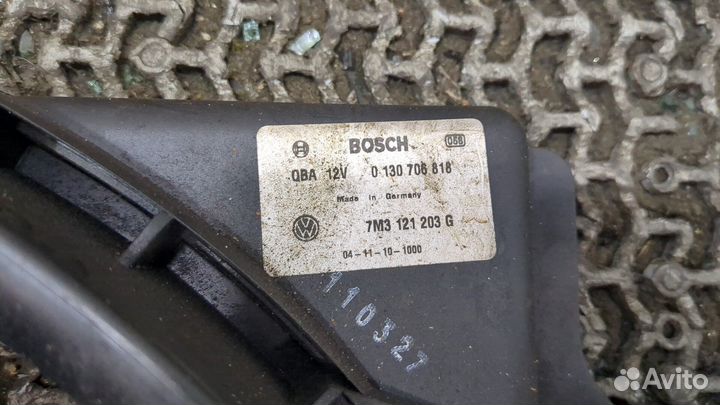 BOSCH 058
QBA 12V 0 130 706 818
Made in Germany
7M3 121 203 G
04-11-10-1000
110327
Avito